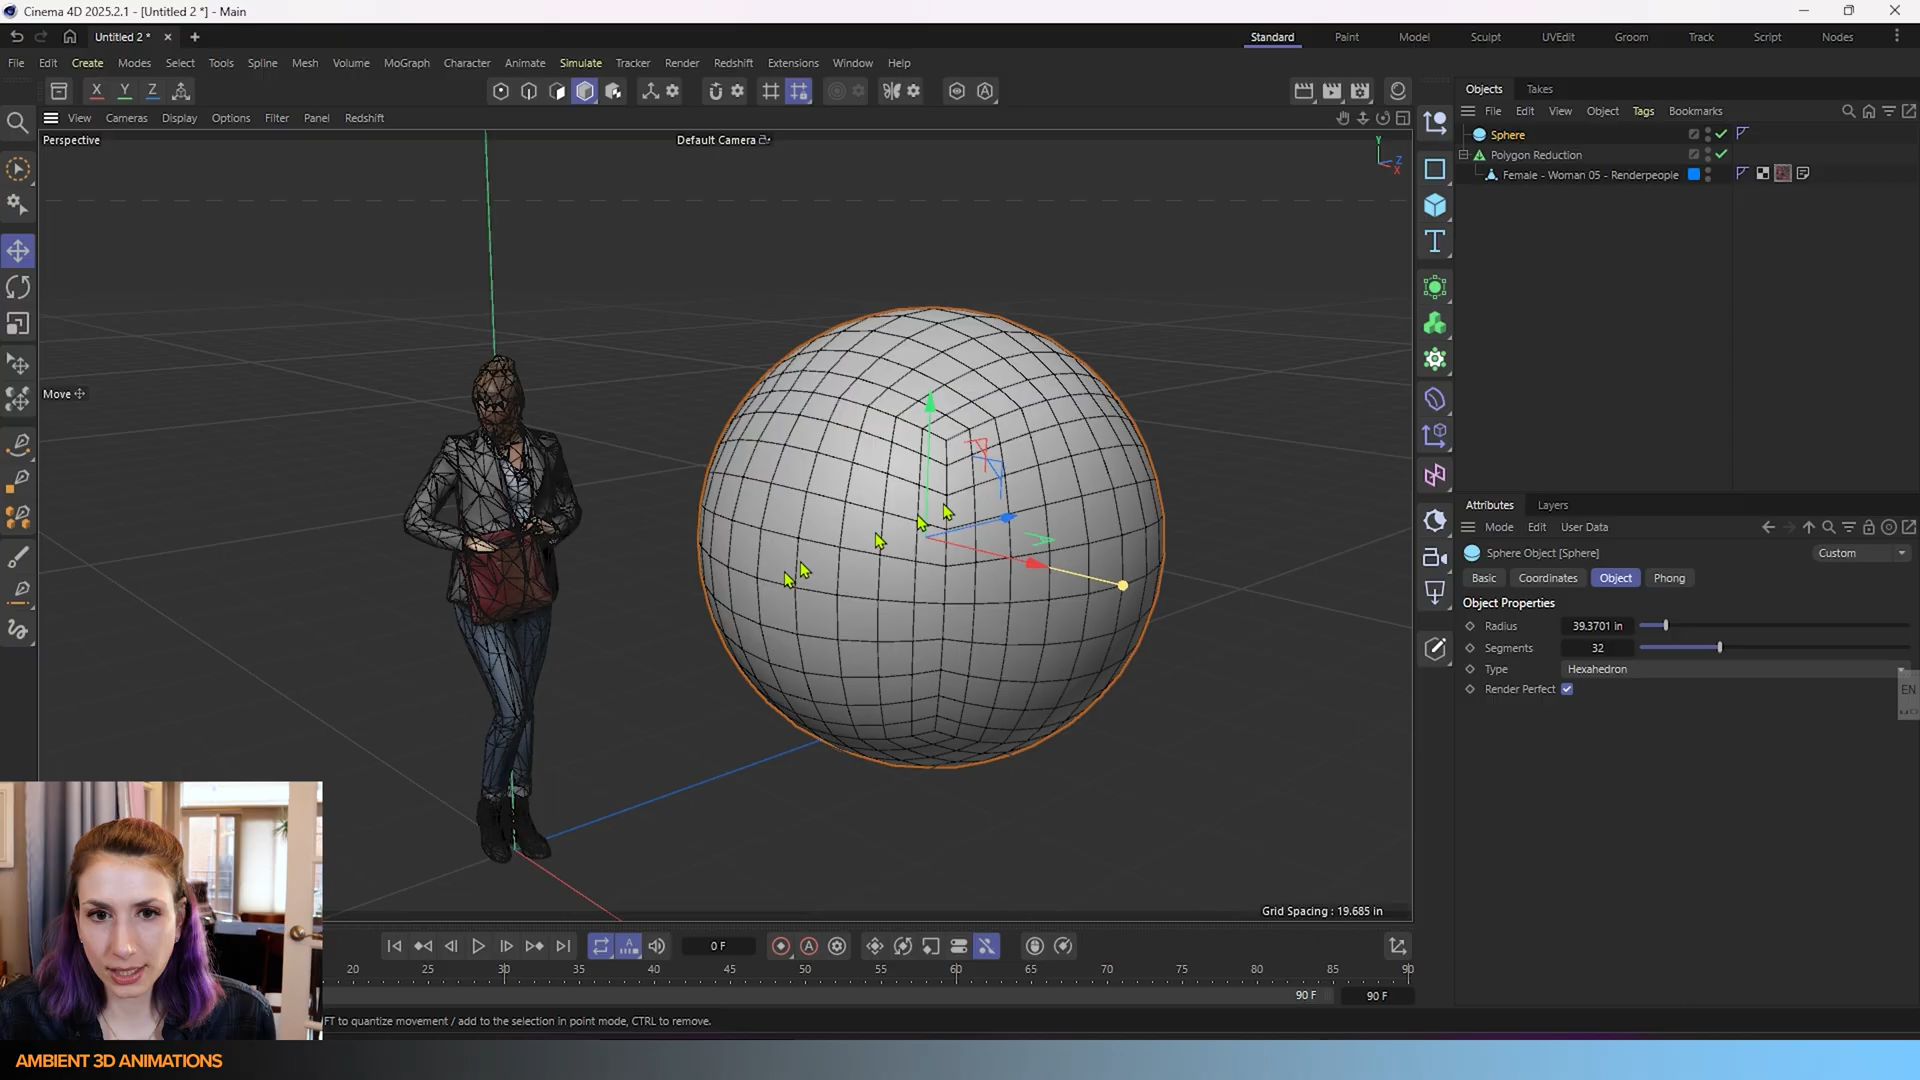 Cinema 4D 2025.2.1 - [Untitled 2 *] - Main
Untitled 2 *
Standard Paint Model Sculpt UVEdit Groom Track Script Nodes
File Edit Create Modes Select Tools Spline Mesh Volume MoGraph Character Animate Simulate Tracker Render Redshift Extensions Window Help
X Y Z
View Cameras Display Options Filter Panel Redshift
Perspective
Default Camera
Y
Z
X
Move
Grid Spacing : 19.685 in
Objects Takes
File Edit View Object Tags Bookmarks
Sphere
Polygon Reduction
Female - Woman 05 - Renderpeople
Attributes Layers
Mode Edit User Data
Sphere Object [Sphere]
Custom
Basic Coordinates Object Phong
Object Properties
Radius 39.3701 in
Segments 32
Type Hexahedron
Render Perfect
EN
0 F
20 25 30 35 40 45 50 55 60 65 70 75 80 85 90
90 F 90 F
FT to quantize movement / add to the selection in point mode, CTRL to remove.
AMBIENT 3D ANIMATIONS